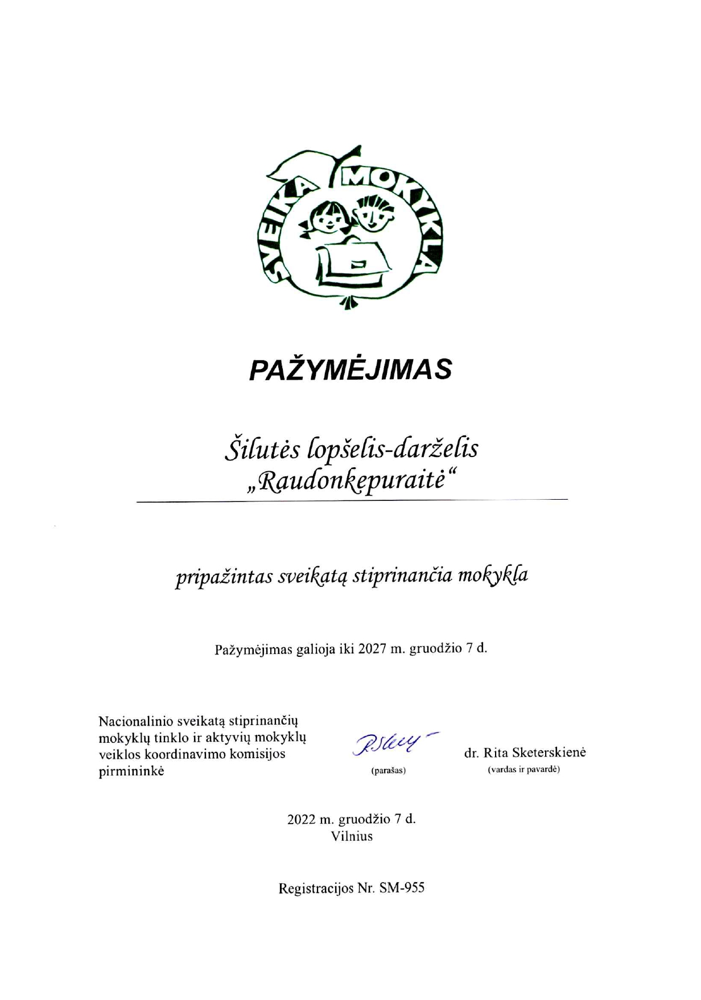 SVEIKA MOKYKLA
PAŽYMĖJIMAS
Šilutės lopšelis-darželis
„Raudonkepuraitė“
pripažintas sveikatą stiprinančia mokykla
Pažymėjimas galioja iki 2027 m. gruodžio 7 d.
Nacionalinio sveikatą stiprinančių
mokyklų tinklo ir aktyvių mokyklų
veiklos koordinavimo komisijos
pirmininkė
(parašas)
dr. Rita Sketerskienė
(vardas ir pavardė)
2022 m. gruodžio 7 d.
Vilnius
Registracijos Nr. SM-955